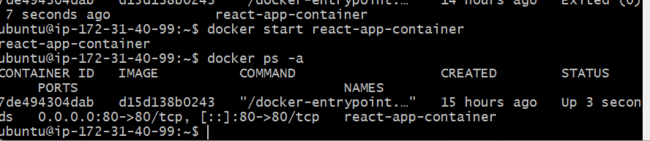 7de494304dab   d15d138b0243   "/docker-entrypoint.…"   14 hours ago   Exited (0)
7 seconds ago             react-app-container
ubuntu@ip-172-31-40-99:~$ docker start react-app-container
react-app-container
ubuntu@ip-172-31-40-99:~$ docker ps -a
CONTAINER ID   IMAGE          COMMAND                  CREATED        STATUS
       PORTS                                 NAMES
7de494304dab   d15d138b0243   "/docker-entrypoint.…"   15 hours ago   Up 3 secon
ds   0.0.0.0:80->80/tcp, [::]:80->80/tcp   react-app-container
ubuntu@ip-172-31-40-99:~$